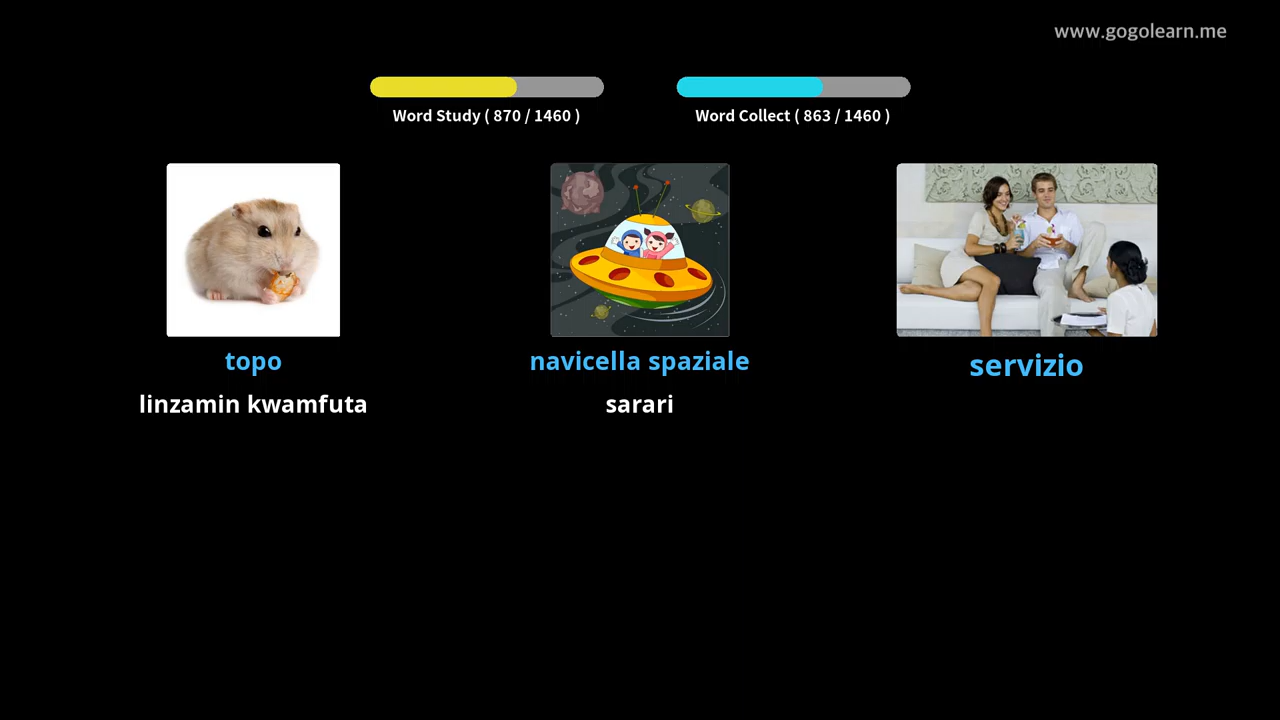 www.gogolearn.me
Word Study ( 870 / 1460 )
Word Collect ( 863 / 1460 )
topo
navicella spaziale
servizio
linzamin kwamfuta
sarari